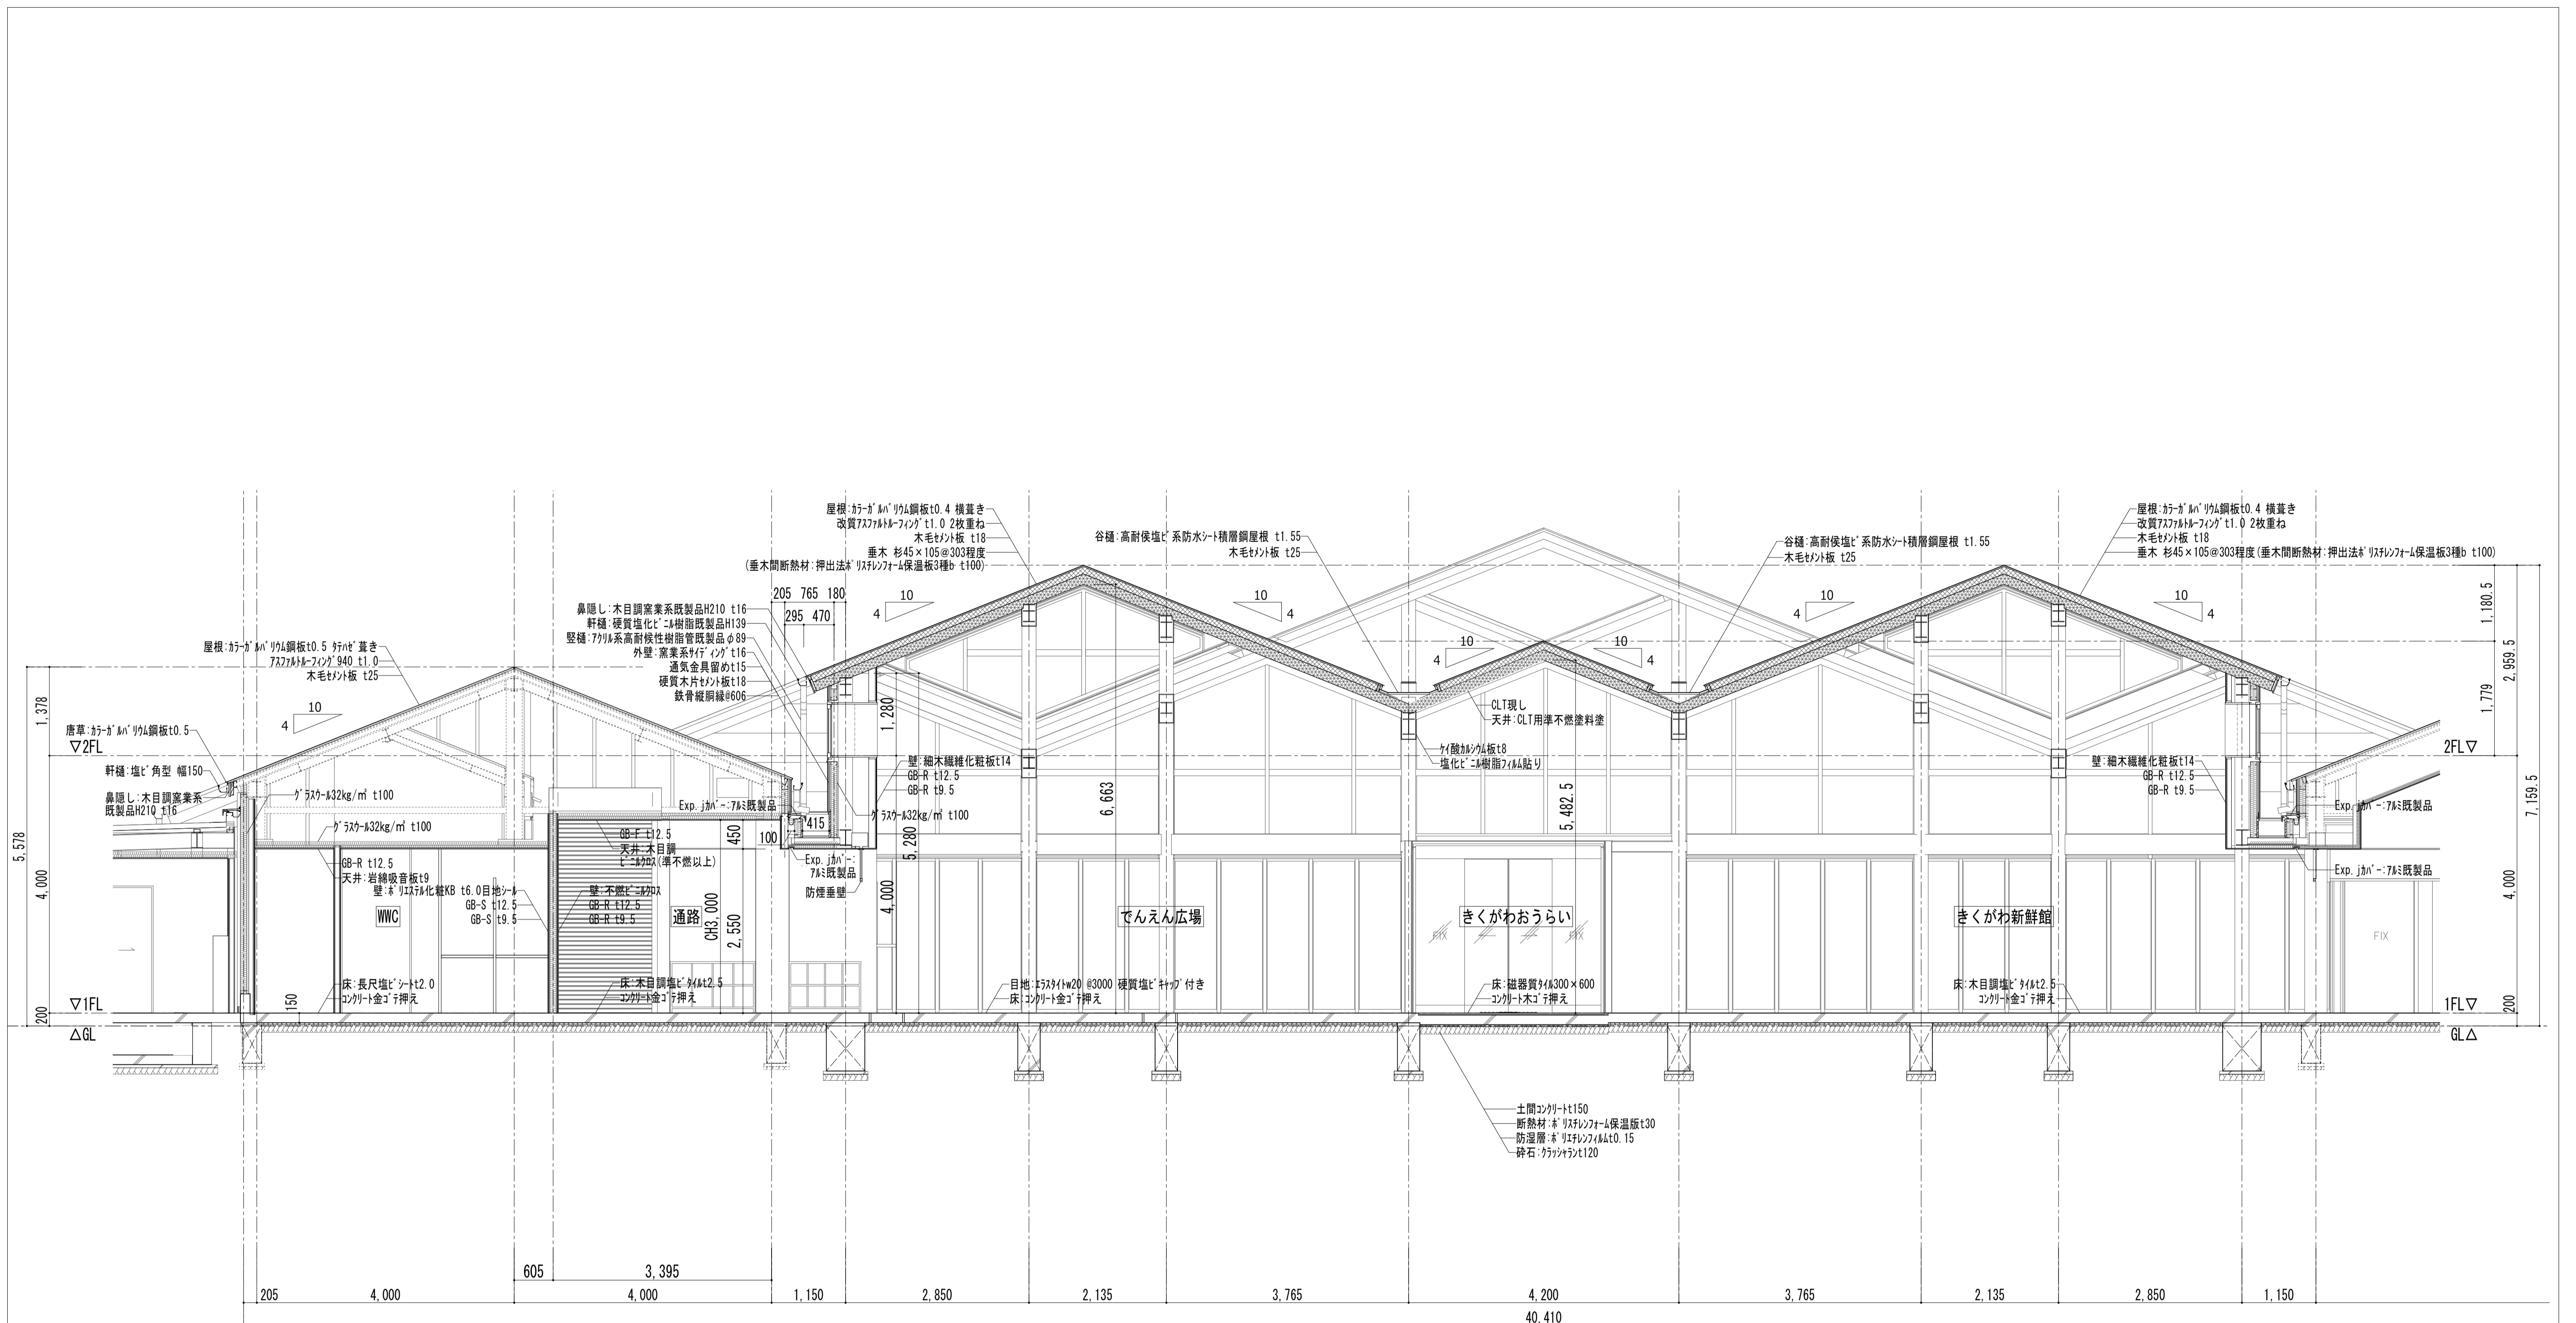 屋根:ｶﾗｰｶﾞﾙﾊﾞﾘｳﾑ鋼板t0.4 横葺き
改質ｱｽﾌｧﾙﾄﾙｰﾌｨﾝｸﾞt1.0 2枚重ね
木毛ｾﾒﾝﾄ板 t18
垂木 杉45×105@303程度
(垂木間断熱材:押出法ﾎﾟﾘｽﾁﾚﾝﾌｫｰﾑ保温板3種b t100)
谷樋:高耐侯塩ﾋﾞ系防水ｼｰﾄ積層鋼屋根 t1.55
木毛ｾﾒﾝﾄ板 t25
谷樋:高耐侯塩ﾋﾞ系防水ｼｰﾄ積層鋼屋根 t1.55
木毛ｾﾒﾝﾄ板 t25
屋根:ｶﾗｰｶﾞﾙﾊﾞﾘｳﾑ鋼板t0.4 横葺き
改質ｱｽﾌｧﾙﾄﾙｰﾌｨﾝｸﾞt1.0 2枚重ね
木毛ｾﾒﾝﾄ板 t18
垂木 杉45×105@303程度(垂木間断熱材:押出法ﾎﾟﾘｽﾁﾚﾝﾌｫｰﾑ保温板3種b t100)
205 765 180
295 470
鼻隠し:木目調窯業系既製品H210 t16
軒樋:硬質塩化ﾋﾞﾆﾙ樹脂既製品H139
竪樋:ｱｸﾘﾙ系高耐候性樹脂管既製品φ89
外壁:窯業系ｻｲﾃﾞｨﾝｸﾞt16
通気金具留めt15
硬質木片ｾﾒﾝﾄ板t18
鉄骨縦胴縁@606
10
4
10
4
10
4
10
4
10
4
10
4
屋根:ｶﾗｰｶﾞﾙﾊﾞﾘｳﾑ鋼板t0.5 ﾀﾃﾊｾﾞ葺き
ｱｽﾌｧﾙﾄﾙｰﾌｨﾝｸﾞ940 t1.0
木毛ｾﾒﾝﾄ板 t25
10
4
唐草:ｶﾗｰｶﾞﾙﾊﾞﾘｳﾑ鋼板t0.5
▽2FL
軒樋:塩ﾋﾞ角型 幅150
鼻隠し:木目調窯業系
既製品H210 t16
ｸﾞﾗｽｳｰﾙ32kg/㎥ t100
ｸﾞﾗｽｳｰﾙ32kg/㎥ t100
GB-R t12.5
天井:岩綿吸音板t9
壁:ﾎﾟﾘｴｽﾃﾙ化粧KB t6.0目地ｼｰﾙ
GB-S t12.5
GB-S t9.5
WWC
床:長尺塩ﾋﾞｼｰﾄt2.0
ｺﾝｸﾘｰﾄ金ｺﾞﾃ押え
150
▽1FL
△GL
1,378
4,000
200
5,578
Exp.jｶﾊﾞｰ:ｱﾙﾐ既製品
GB-F t12.5
天井:木目調
ﾋﾞﾆﾙｸﾛｽ(準不燃以上)
壁:不燃ﾋﾞﾆﾙｸﾛｽ
GB-R t12.5
GB-R t9.5
通路
CH3,000
450
2,550
床:木目調塩ﾋﾞﾀｲﾙt2.5
ｺﾝｸﾘｰﾄ金ｺﾞﾃ押え
100
415
Exp.jｶﾊﾞｰ:
ｱﾙﾐ既製品
防煙垂壁
1,280
5,280
4,000
壁:細木繊維化粧板t14
GB-R t12.5
GB-R t9.5
ｸﾞﾗｽｳｰﾙ32kg/㎥ t100
6,663
でんえん広場
目地:ｴﾗｽﾀｲﾄw20 @3000 硬質塩ﾋﾞｷｬｯﾌﾟ付き
床:ｺﾝｸﾘｰﾄ金ｺﾞﾃ押え
CLT現し
天井:CLT用準不燃塗料塗
ｹｲ酸ｶﾙｼｳﾑ板t8
塩化ﾋﾞﾆﾙ樹脂ﾌｨﾙﾑ貼り
5,482.5
きくがわおうらい
FIX
FIX
床:磁器質ﾀｲﾙ300×600
ｺﾝｸﾘｰﾄ木ｺﾞﾃ押え
きくがわ新鮮館
床:木目調塩ﾋﾞﾀｲﾙt2.5
ｺﾝｸﾘｰﾄ金ｺﾞﾃ押え
壁:細木繊維化粧板t14
GB-R t12.5
GB-R t9.5
Exp.jｶﾊﾞｰ:ｱﾙﾐ既製品
Exp.jｶﾊﾞｰ:ｱﾙﾐ既製品
FIX
2FL▽
1FL▽
GL△
1,180.5
1,779
2,959.5
4,000
200
7,159.5
土間ｺﾝｸﾘｰﾄt150
断熱材:ﾎﾟﾘｽﾁﾚﾝﾌｫｰﾑ保温版t30
防湿層:ﾎﾟﾘｴﾁﾚﾝﾌｨﾙﾑt0.15
砕石:ｸﾗｯｼｬﾗﾝt120
605 3,395
205 4,000 4,000 1,150 2,850 2,135 3,765 4,200 3,765 2,135 2,850 1,150
40,410